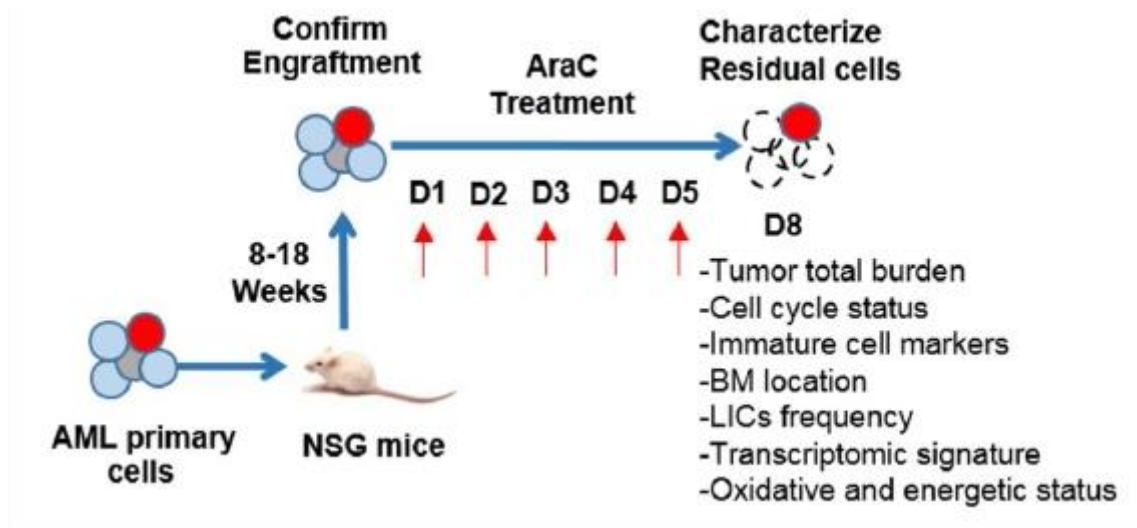 Confirm
Engraftment
AraC
Treatment
Characterize
Residual cells
D1 D2 D3 D4 D5
D8
8-18
Weeks
AML primary
cells
NSG mice
-Tumor total burden
-Cell cycle status
-Immature cell markers
-BM location
-LICs frequency
-Transcriptomic signature
-Oxidative and energetic status